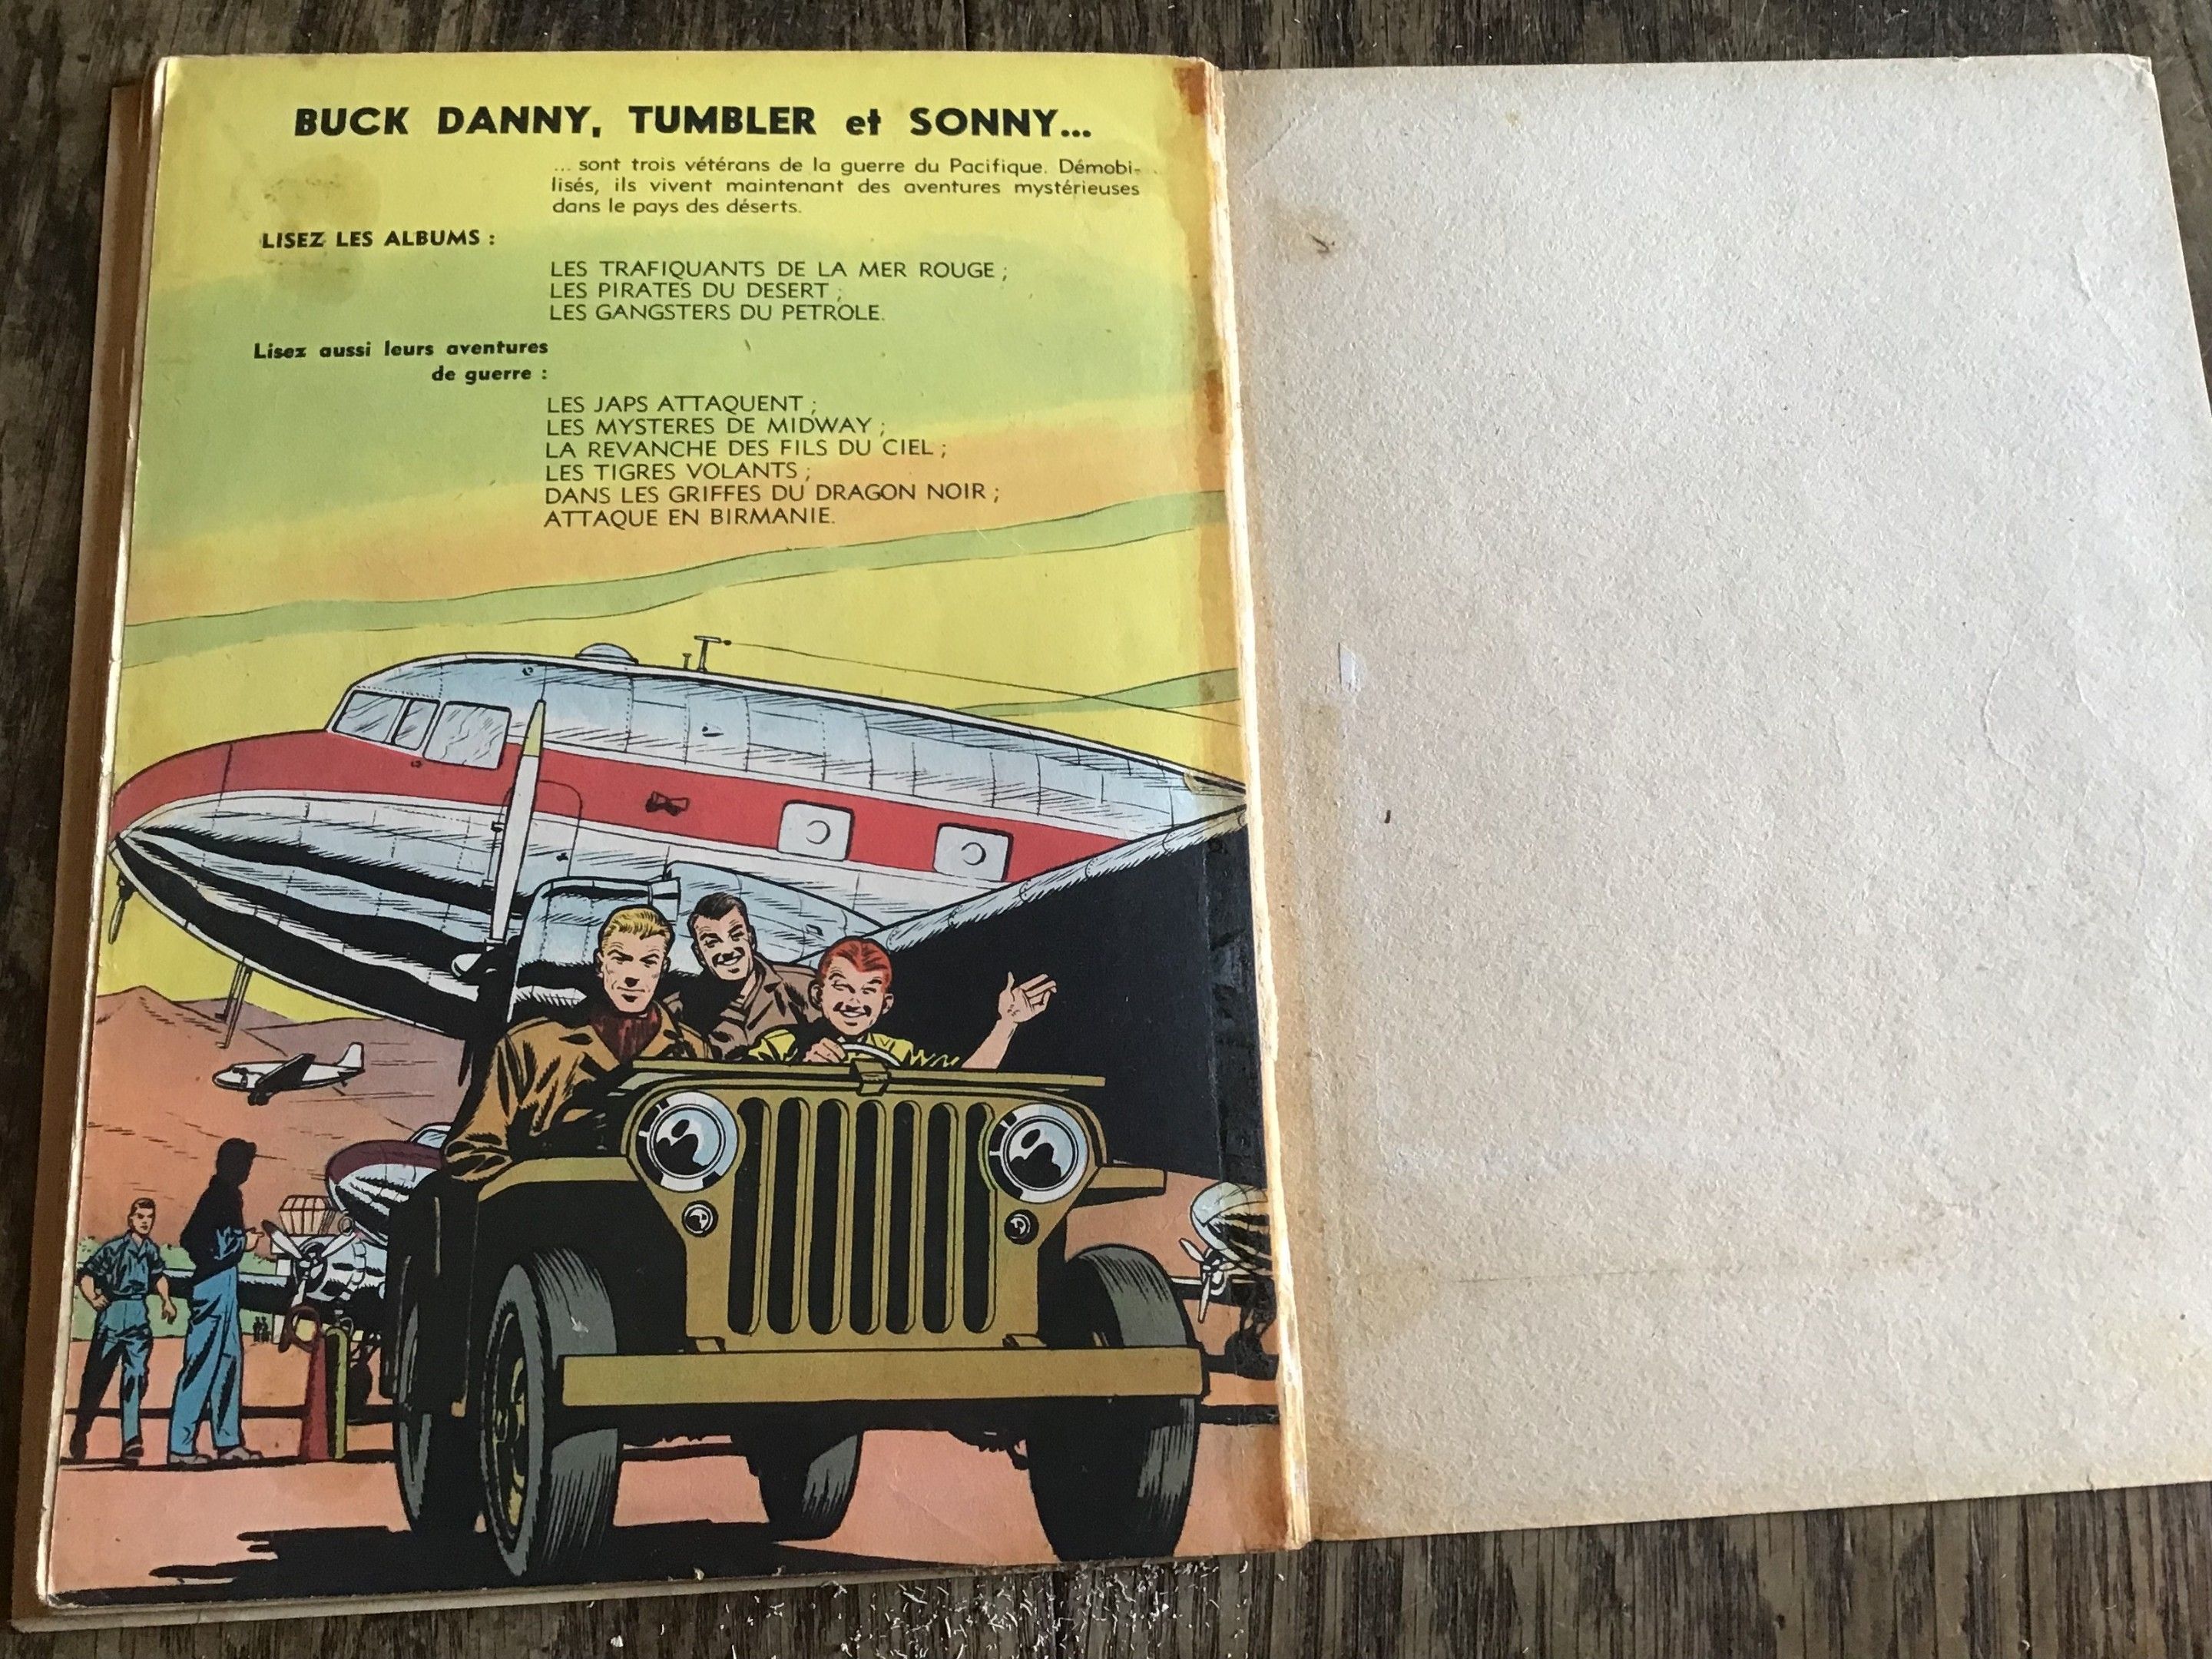 BUCK DANNY, TUMBLER et SONNY...
... sont trois vétérans de la guerre du Pacifique. Démobi-
lisés, ils vivent maintenant des aventures mystérieuses
dans le pays des déserts.
LISEZ LES ALBUMS :
LES TRAFIQUANTS DE LA MER ROUGE ;
LES PIRATES DU DESERT ;
LES GANGSTERS DU PETROLE.
Lisez aussi leurs aventures
de guerre :
LES JAPS ATTAQUENT ;
LES MYSTERES DE MIDWAY ;
LA REVANCHE DES FILS DU CIEL ;
LES TIGRES VOLANTS ;
DANS LES GRIFFES DU DRAGON NOIR ;
ATTAQUE EN BIRMANIE.